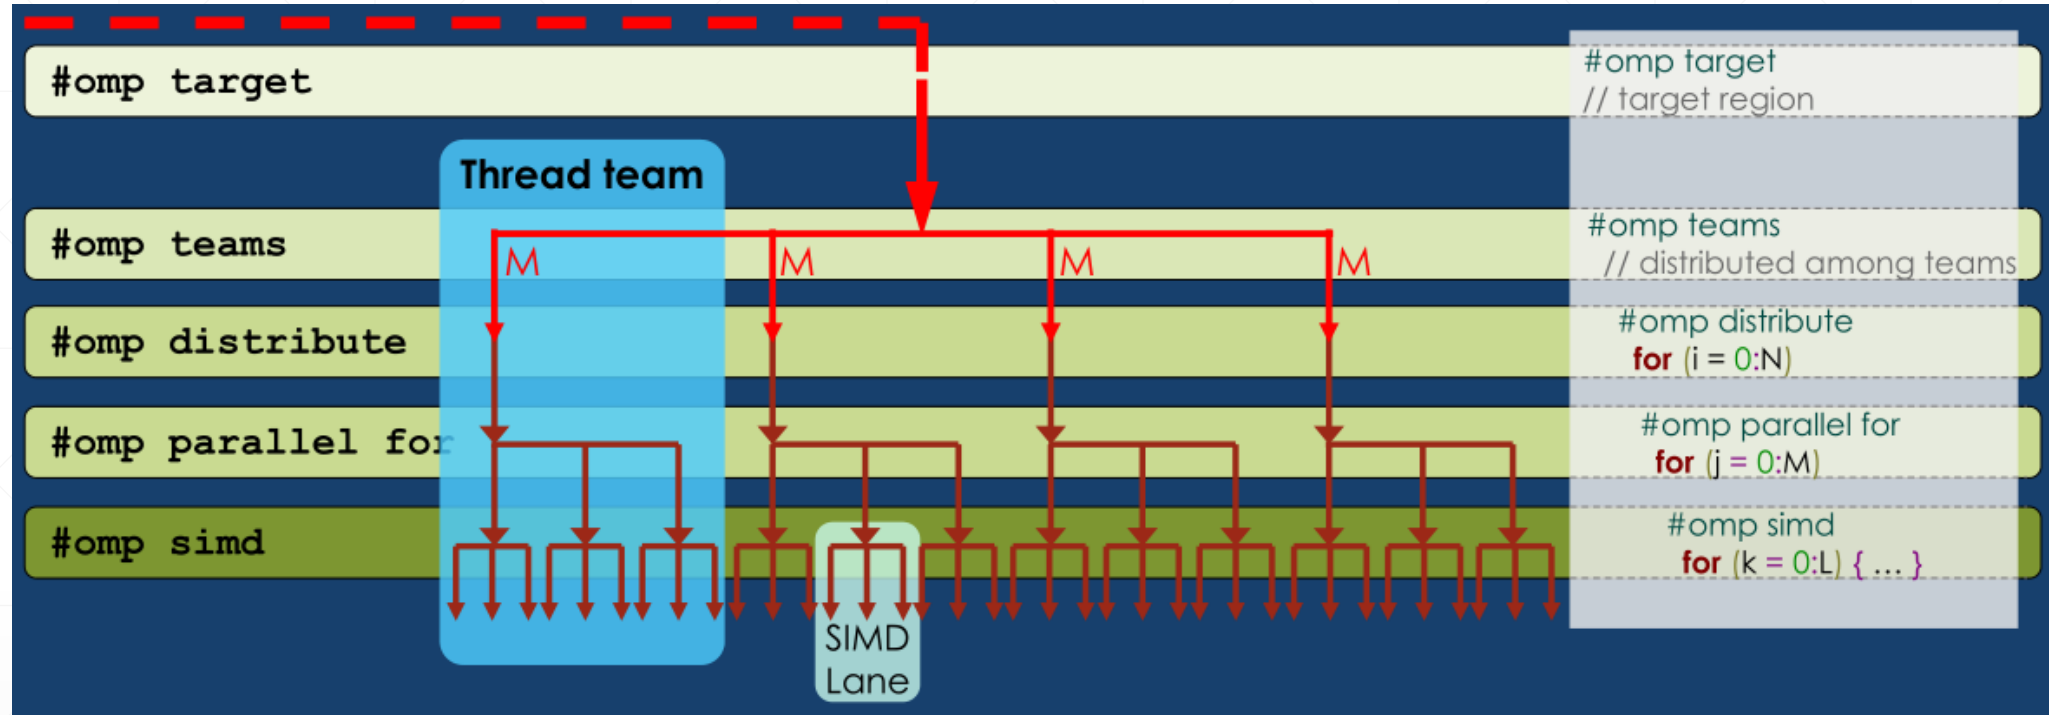 #omp target
#omp target
// target region
Thread team
#omp teams
M
M
M
M
#omp teams
// distributed among teams
#omp distribute
#omp distribute
for (i = 0:N)
#omp parallel for
#omp parallel for
for (j = 0:M)
#omp simd
#omp simd
for (k = 0:L) { ... }
SIMD
Lane